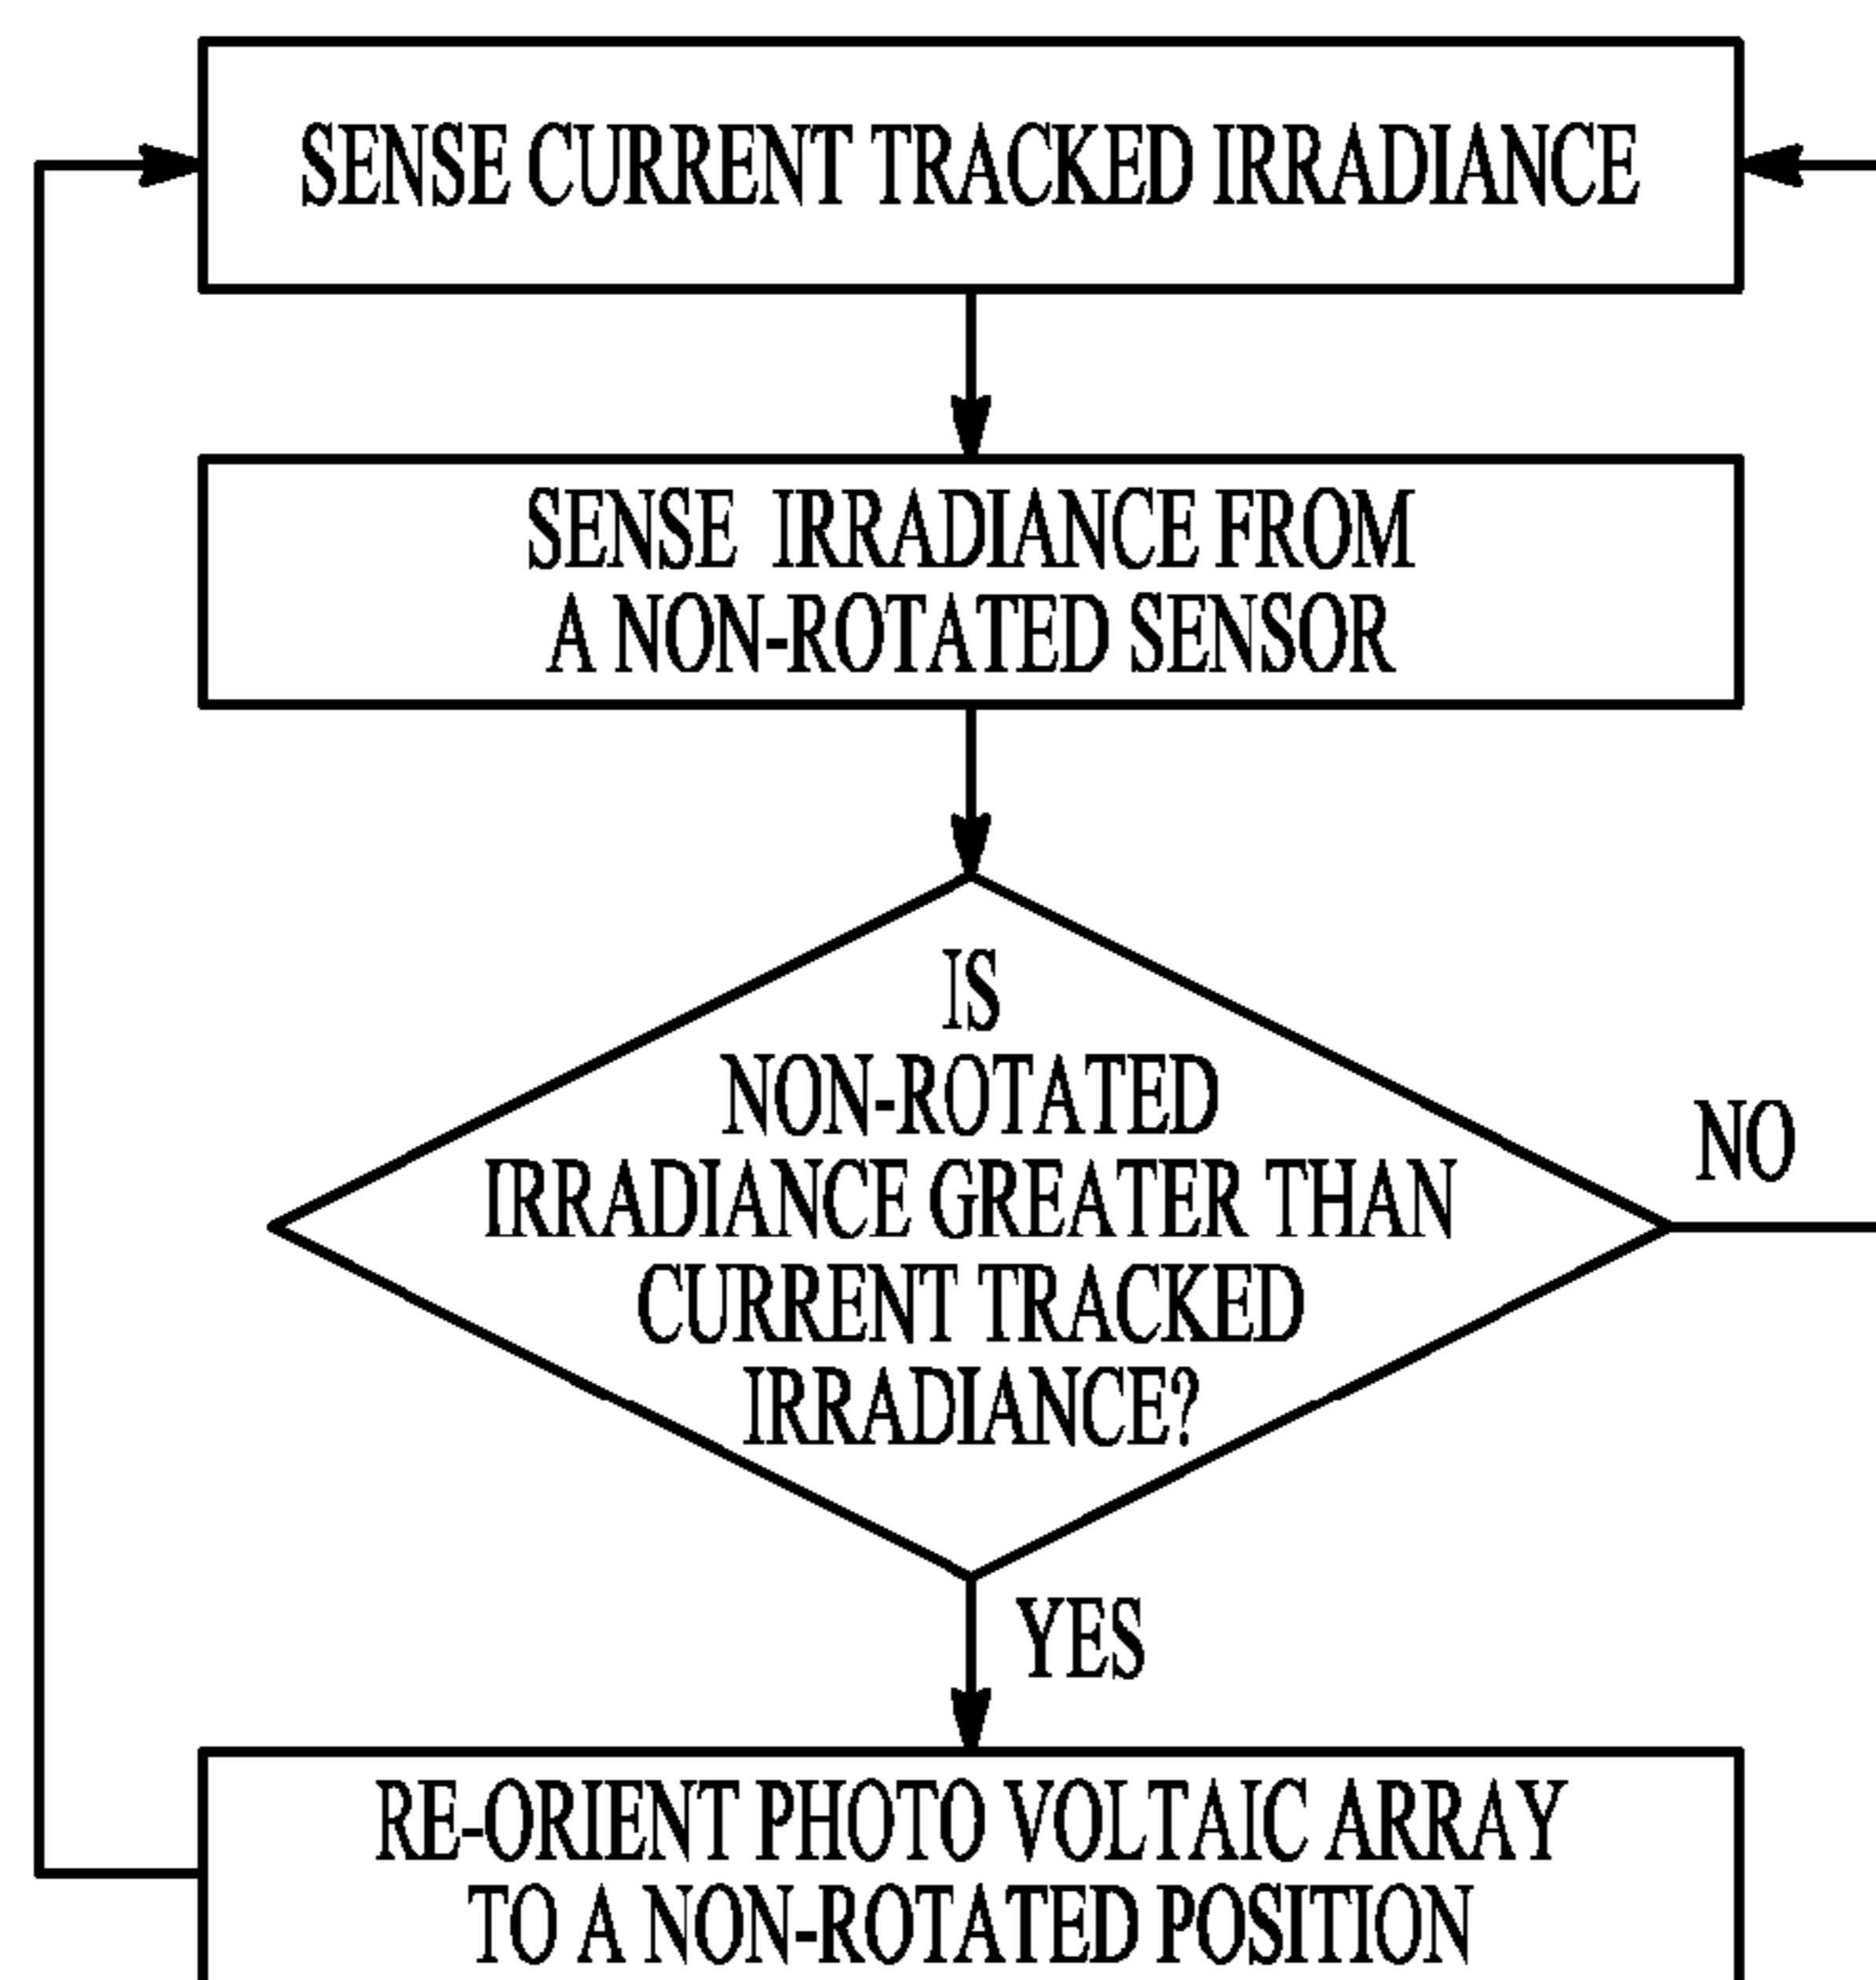 SENSE CURRENT TRACKED IRRADIANCE
SENSE IRRADIANCE FROM
A NON-ROTATED SENSOR
IS
NON-ROTATED
IRRADIANCE GREATER THAN
CURRENT TRACKED
IRRADIANCE?
NO
YES
RE-ORIENT PHOTO VOLTAIC ARRAY
TO A NON-ROTATED POSITION